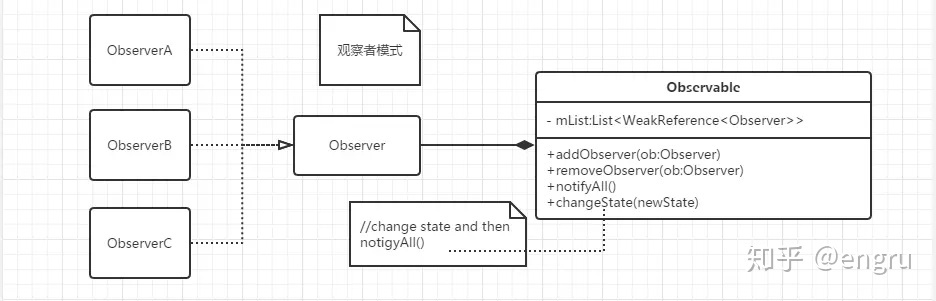 ObserverA
观察者模式
Observable
- mList:List<WeakReference<Observer>>
ObserverB
Observer
+addObserver(ob:Observer)
+removeObserver(ob:Observer)
+notifyAll()
+changeState(newState)
ObserverC
//change state and then
notigyAll()
知乎 @engru